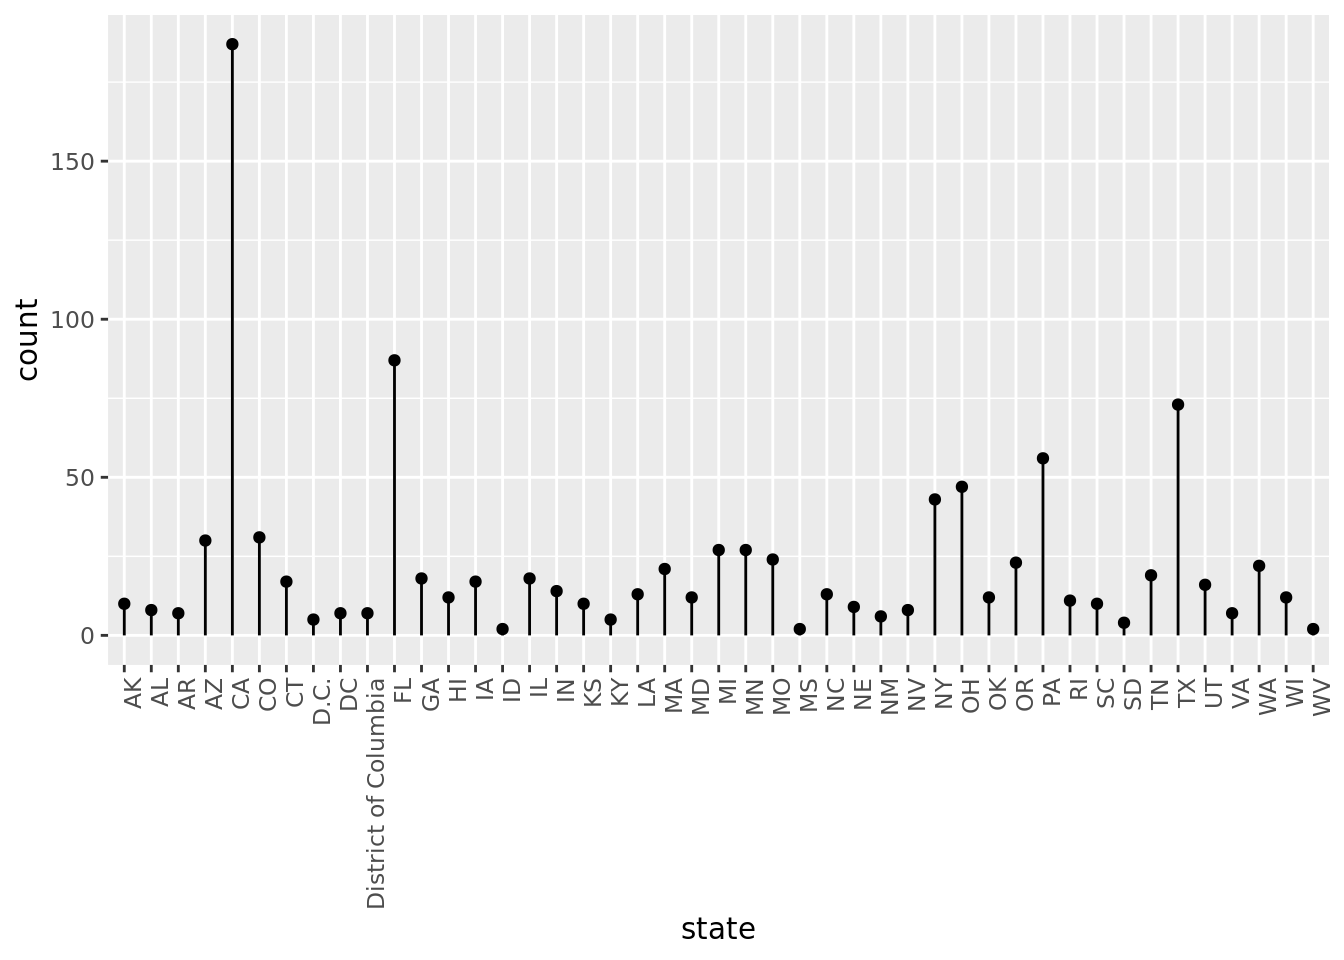 count
150
100
50
0
AK AL AR AZ CA CO CT D.C. DC District of Columbia FL GA HI IA ID IL IN KS KY LA MA MD MI MN MO MS NC NE NM NV NY OH OK OR PA RI SC SD TN TX UT VA WA WI WV
state